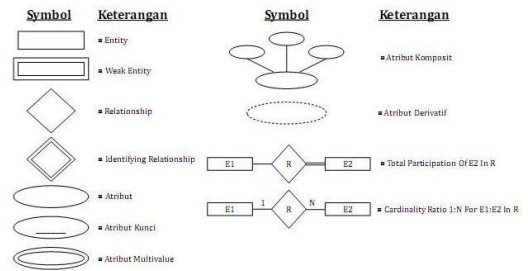 Symbol Keterangan
= Entity
= Weak Entity
= Relationship
= Identifying Relationship
= Atribut
= Atribut Kunci
= Atribut Multivalue
Symbol Keterangan
= Atribut Komposit
= Atribut Derivatif
E1 R E2 = Total Participation Of E2 In R
E1 1 R N E2 = Cardinality Ratio 1:N For E1:E2 In R